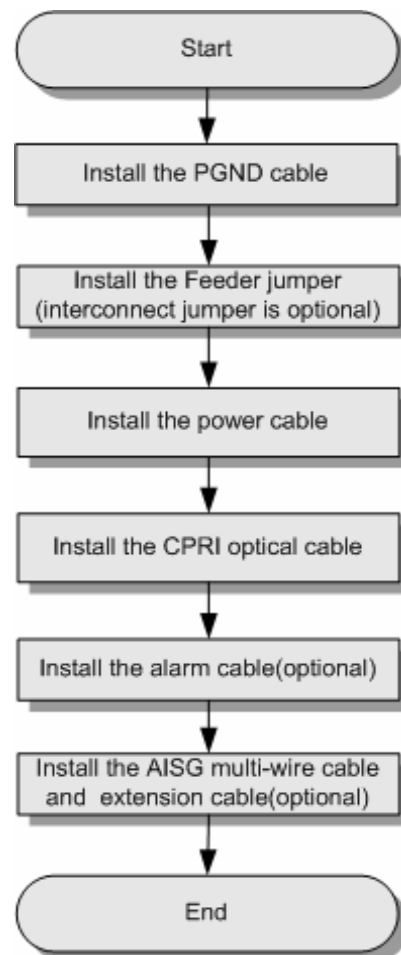 Start
Install the PGND cable
Install the Feeder jumper
(interconnect jumper is optional)
Install the power cable
Install the CPRI optical cable
Install the alarm cable(optional)
Install the AISG multi-wire cable
and extension cable(optional)
End